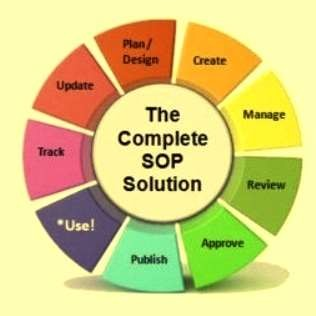 The
Complete
SOP
Solution
Plan /
Design
Create
Manage
Review
Approve
Publish
*Use!
Track
Update